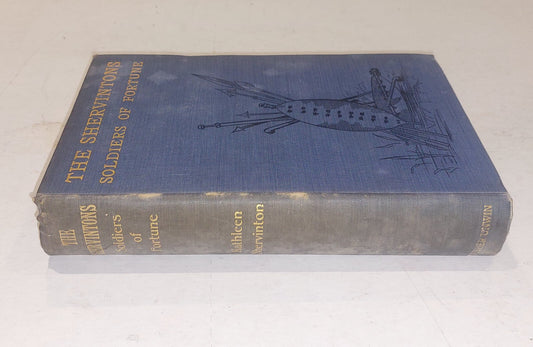 THE SHERVINTONS
SOLDIERS OF FORTUNE
THE
SHERVINTONS
Soldiers
of
Fortune
Kathleen
Shervinton
UNWIN